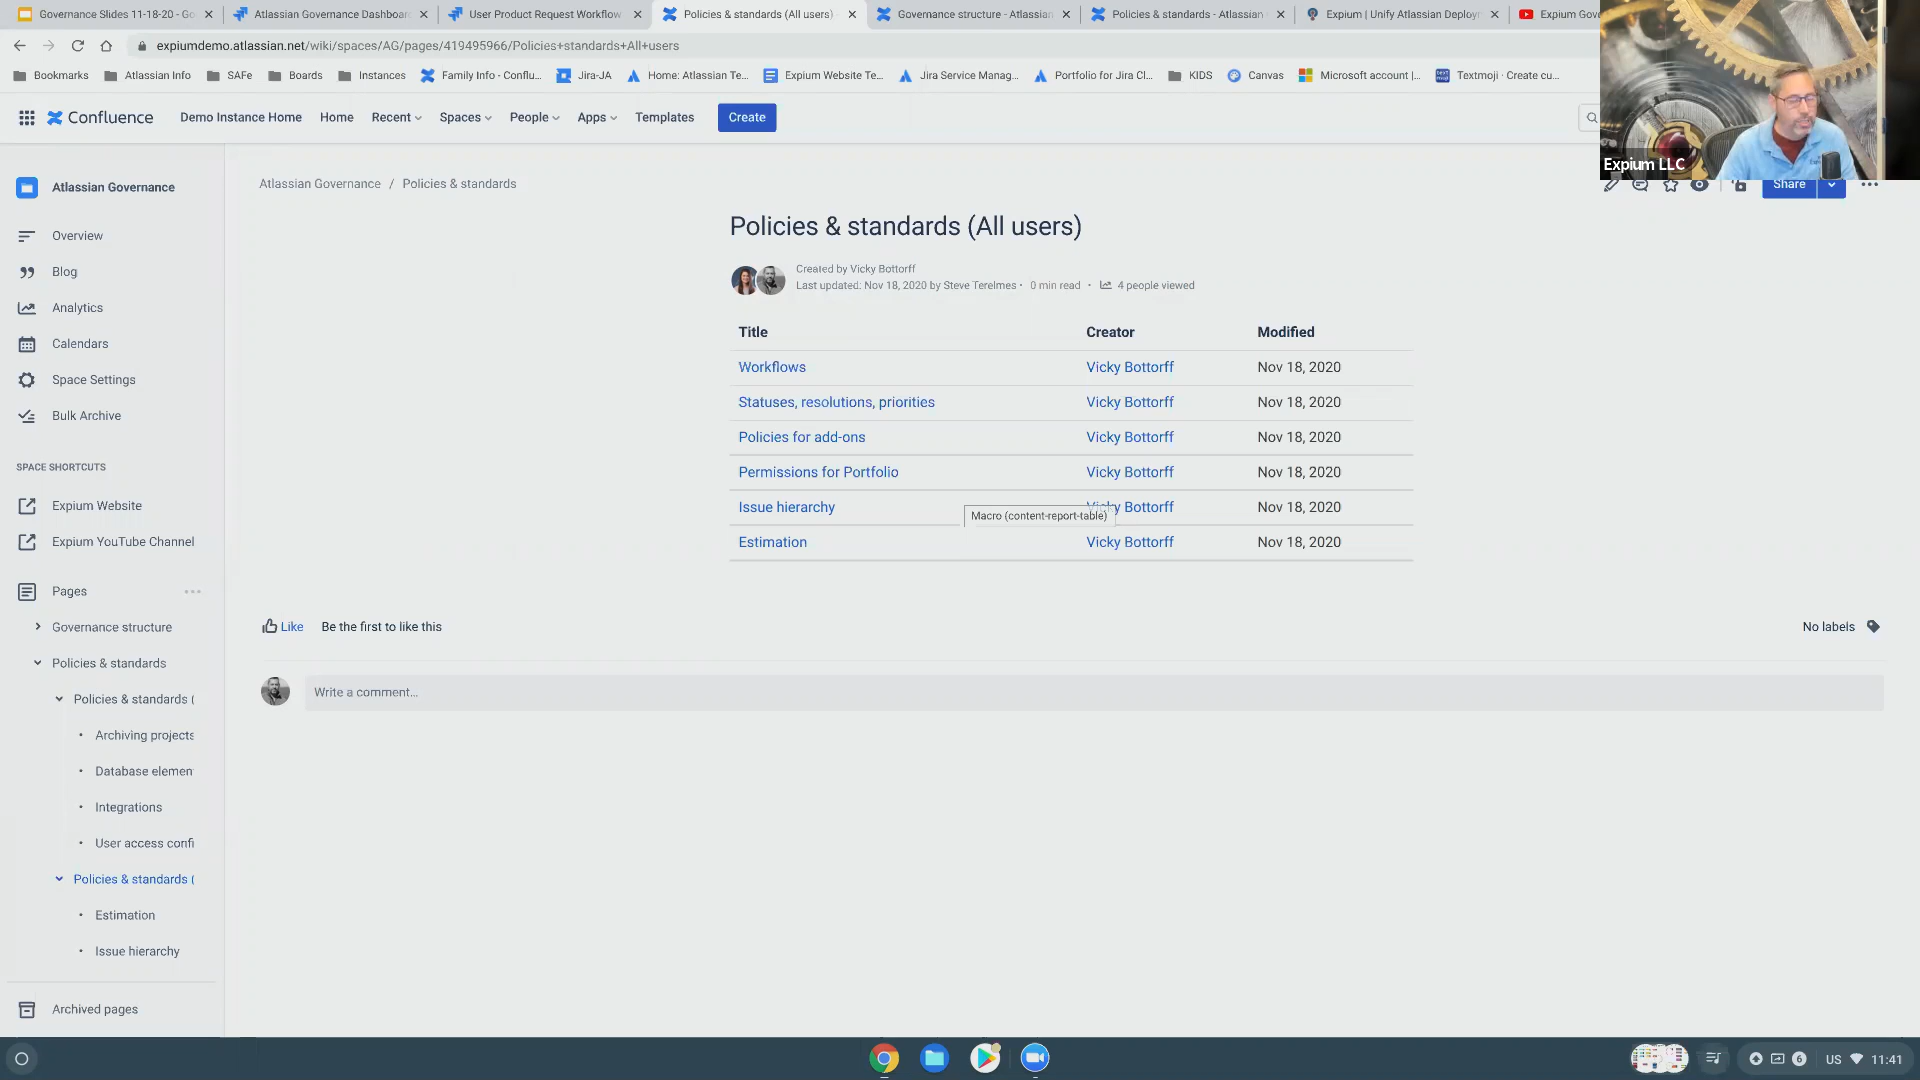 Governance Slides 11-18-20 - Go
Atlassian Governance Dashboard
User Product Request Workflow
Policies & standards (All users)
Governance structure - Atlassian
Policies & standards - Atlassian
Expium | Unify Atlassian Deploy
Expium Gov
expiumdemo.atlassian.net/wiki/spaces/AG/pages/419495966/Policies+standards+All+users
Bookmarks
Atlassian Info
SAFe
Boards
Instances
Family Info - Conflu...
Jira-JA
Home: Atlassian Te...
Expium Website Te...
Jira Service Manag...
Portfolio for Jira Cl...
KIDS
Canvas
Microsoft account |...
Textmoji · Create cu...
Confluence
Demo Instance Home
Home
Recent
Spaces
People
Apps
Templates
Create
Expium LLC
Atlassian Governance
Overview
Blog
Analytics
Calendars
Space Settings
Bulk Archive
SPACE SHORTCUTS
Expium Website
Expium YouTube Channel
Pages
Governance structure
Policies & standards
Policies & standards (
Archiving projects
Database elemen
Integrations
User access confi
Policies & standards (
Estimation
Issue hierarchy
Archived pages
Atlassian Governance / Policies & standards
Share
Policies & standards (All users)
Created by Vicky Bottorff
Last updated: Nov 18, 2020 by Steve Terelmes • 0 min read • 4 people viewed
Title Creator Modified
Workflows Vicky Bottorff Nov 18, 2020
Statuses, resolutions, priorities Vicky Bottorff Nov 18, 2020
Policies for add-ons Vicky Bottorff Nov 18, 2020
Permissions for Portfolio Vicky Bottorff Nov 18, 2020
Issue hierarchy Vicky Bottorff Nov 18, 2020
Macro (content-report-table)
Estimation Vicky Bottorff Nov 18, 2020
Like Be the first to like this
No labels
Write a comment...
6 US 11:41